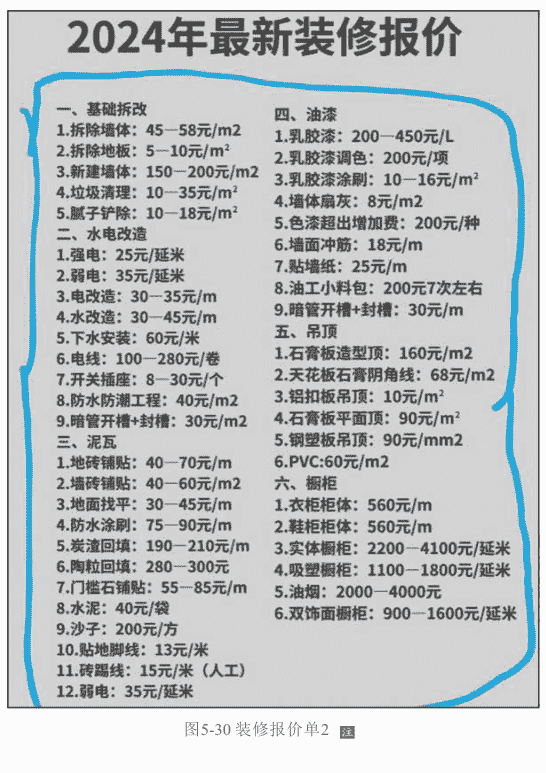 2024年最新装修报价
一、基础拆改
1.拆除墙体：45—58元/m2
2.拆除地板：5—10元/m²
3.新建墙体：150—200元/m2
4.垃圾清理：10—35元/m²
5.腻子铲除：10—18元/m²
二、水电改造
1.强电：25元/延米
2.弱电：35元/延米
3.电改造：30—35元/m
4.水改造：30—45元/m
5.下水安装：60元/米
6.电线：100—280元/卷
7.开关插座：8—30元/个
8.防水防潮工程：40元/m2
9.暗管开槽+封槽：30元/m2
三、泥瓦
1.地砖铺贴：40—70元/m
2.墙砖铺贴：40—60元/m2
3.地面找平：30—45元/m
4.防水涂刷：75—90元/m
5.炭渣回填：190—210元/m
6.陶粒回填：280—300元
7.门槛石铺贴：55—85元/m
8.水泥：40元/袋
9.沙子：200元/方
10.贴地脚线：13元/米
11.砖踢线：15元/米（人工）
12.弱电：35元/延米
四、油漆
1.乳胶漆：200—450元/L
2.乳胶漆调色：200元/项
3.乳胶漆涂刷：10—16元/m²
4.墙体扇灰：8元/m2
5.色漆超出增加费：200元/种
6.墙面冲筋：18元/m
7.贴墙纸：25元/m
8.油工小料包：200元7次左右
9.暗管开槽+封槽：30元/m
五、吊顶
1.石膏板造型顶：160元/m2
2.天花板石膏阴角线：68元/m2
3.铝扣板吊顶：10元/m²
4.石膏板平面顶：90元/m²
5.钢塑板吊顶：90元/mm2
6.PVC:60元/m2
六、橱柜
1.衣柜柜体：560元/m
2.鞋柜柜体：560元/m
3.实体橱柜：2200—4100元/延米
4.吸塑橱柜：1100—1800元/延米
5.油烟：2000—4000元
6.双饰面橱柜：900—1600元/延米
图5-30 装修报价单2 注